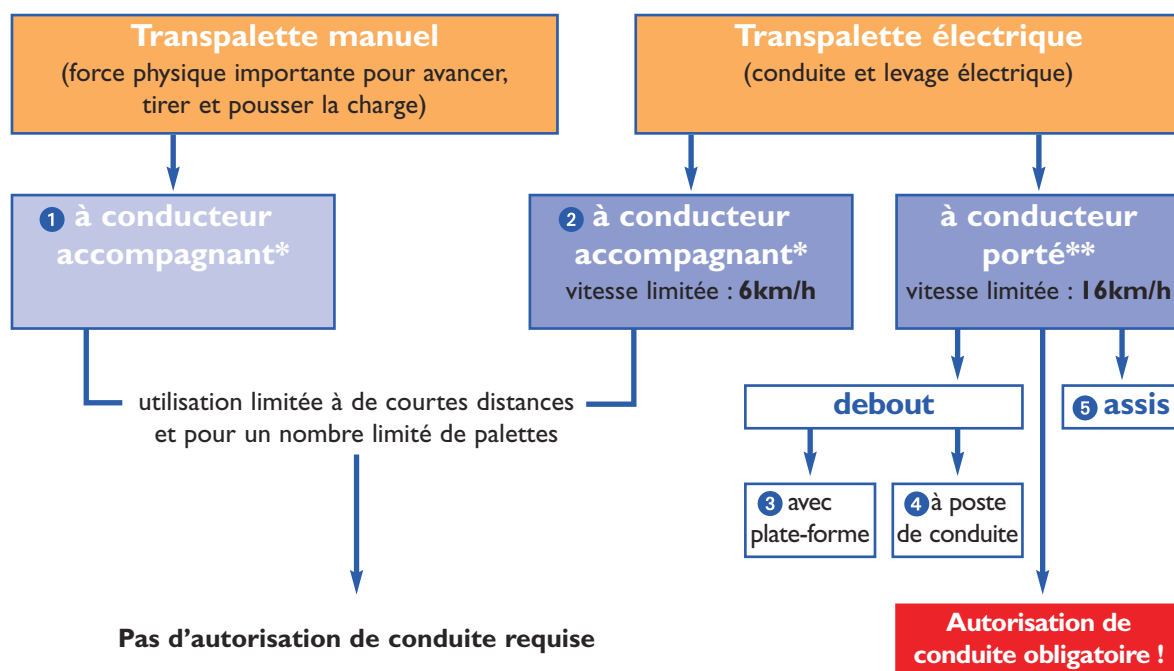 Transpalette manuel
(force physique importante pour avancer,
tirer et pousser la charge)
Transpalette électrique
(conduite et levage électrique)
1 à conducteur
accompagnant*
2 à conducteur
accompagnant*
vitesse limitée : 6km/h
à conducteur
porté**
vitesse limitée : 16km/h
utilisation limitée à de courtes distances
et pour un nombre limité de palettes
debout
5 assis
3 avec
plate-forme
4 à poste
de conduite
Pas d’autorisation de conduite requise
Autorisation de
conduite obligatoire !